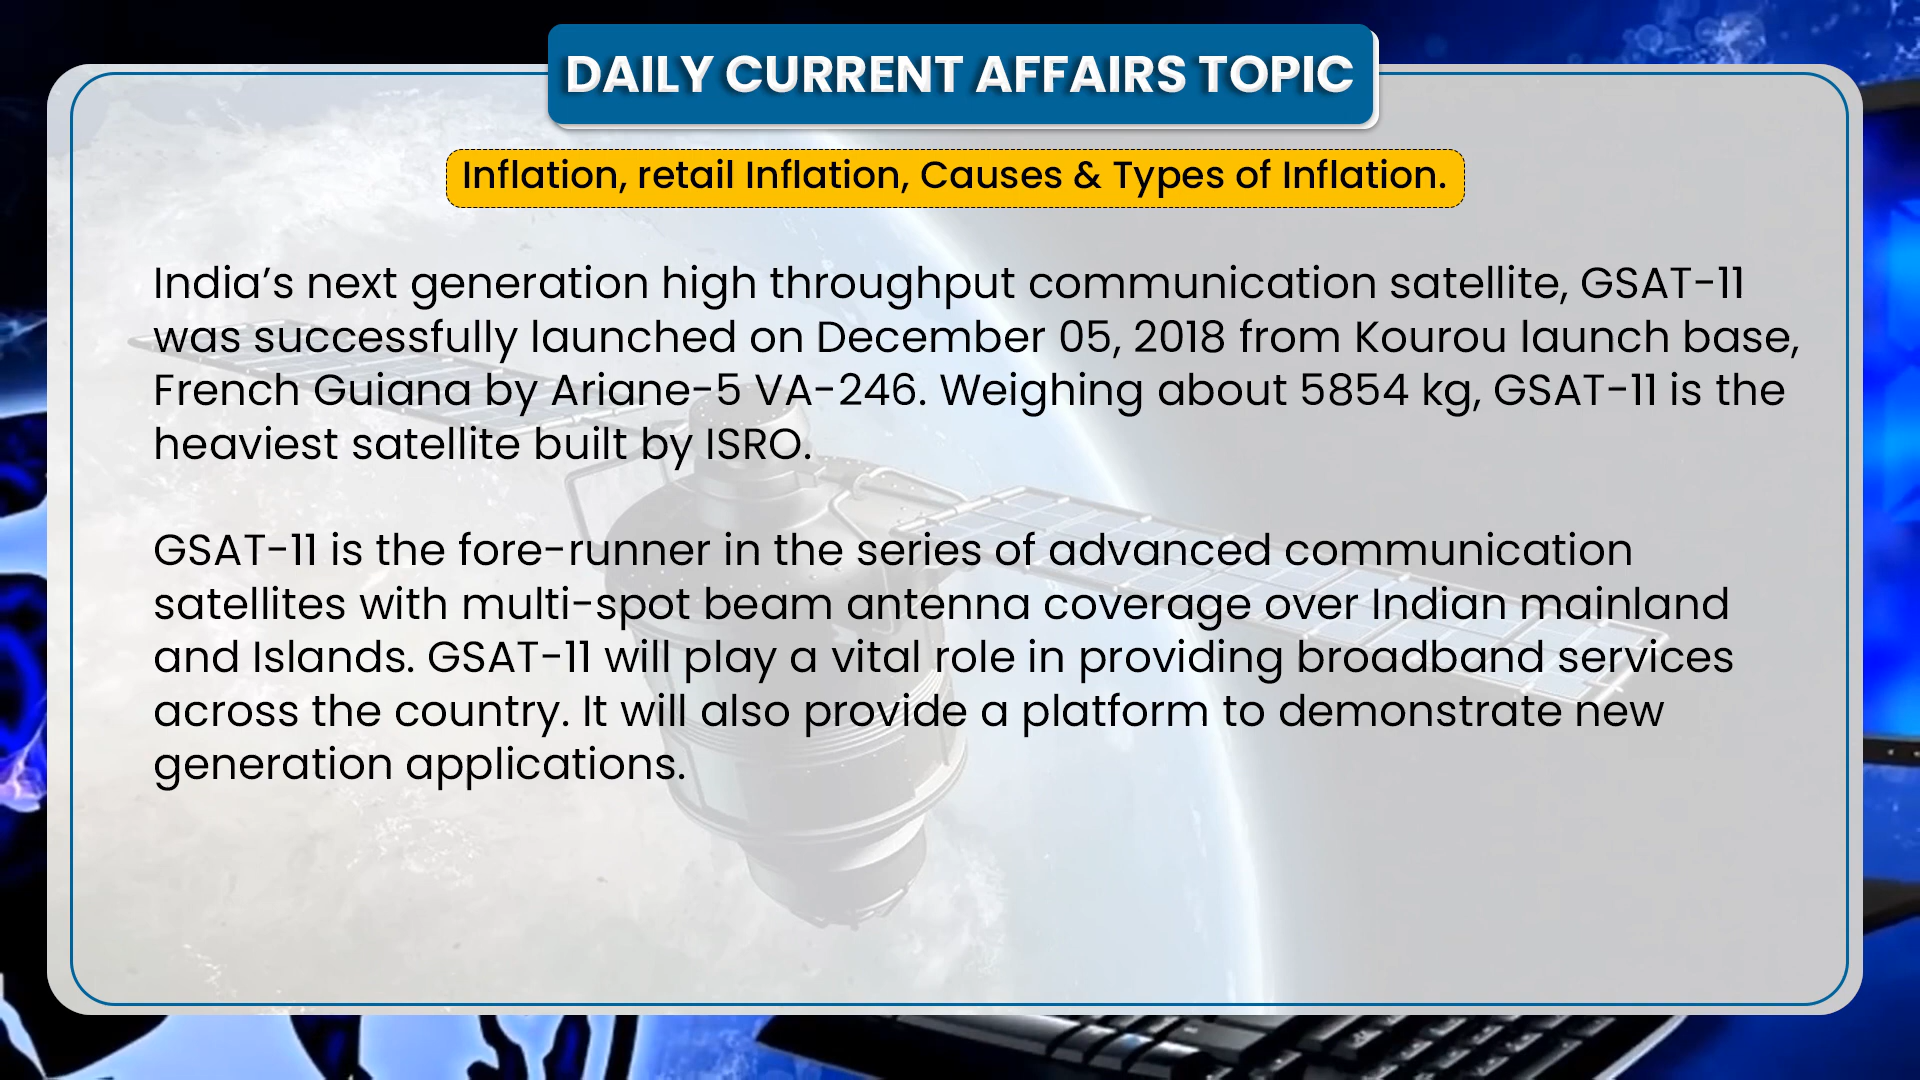 DAILY CURRENT AFFAIRS TOPIC
Inflation, retail Inflation, Causes & Types of Inflation.
India’s next generation high throughput communication satellite, GSAT-11
was successfully launched on December 05, 2018 from Kourou launch base,
French Guiana by Ariane-5 VA-246. Weighing about 5854 kg, GSAT-11 is the
heaviest satellite built by ISRO.
GSAT-11 is the fore-runner in the series of advanced communication
satellites with multi-spot beam antenna coverage over Indian mainland
and Islands. GSAT-11 will play a vital role in providing broadband services
across the country. It will also provide a platform to demonstrate new
generation applications.